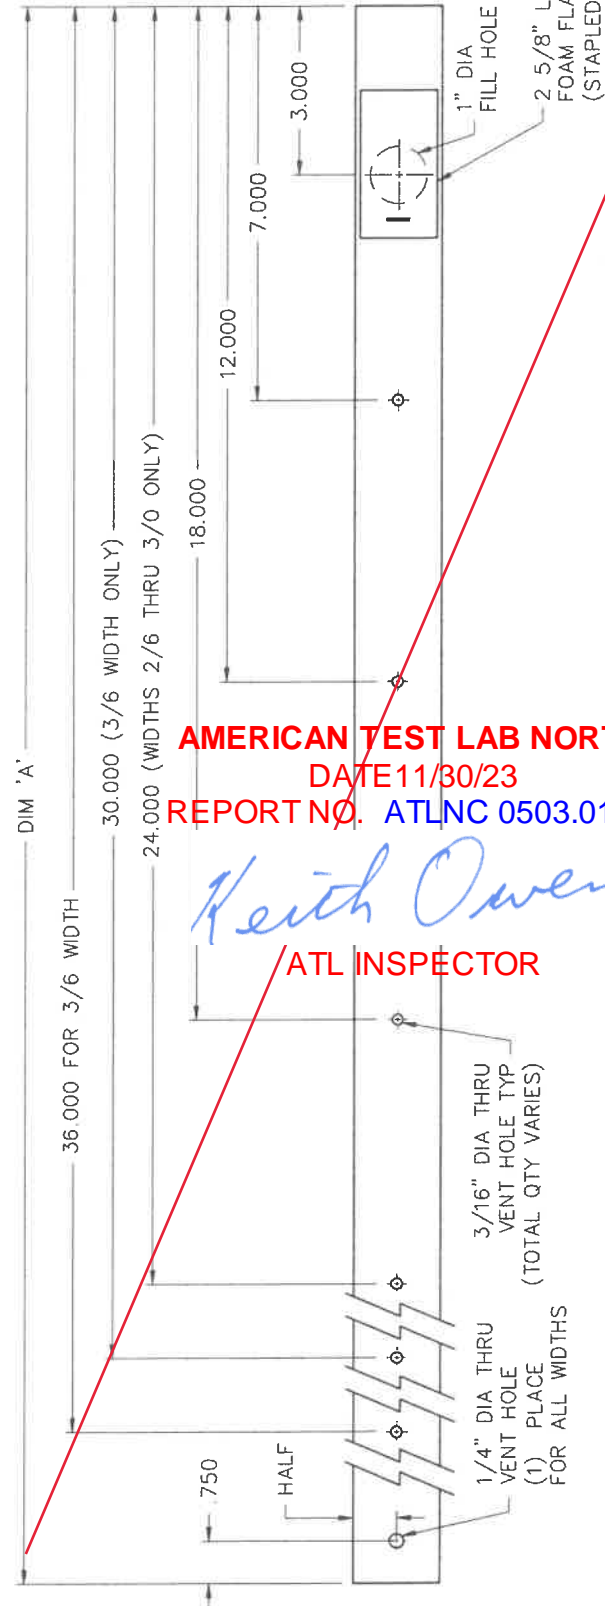 DIM 'A'
36.000 FOR 3/6 WIDTH
30.000 (3/6 WIDTH ONLY)
24.000 (WIDTHS 2/6 THRU 3/0 ONLY)
18.000
12.000
7.000
3.000
1" DIA
FILL HOLE
2 5/8" L
FOAM FLA
(STAPLED
AMERICAN TEST LAB NORT
DATE11/30/23
REPORT NO. ATLNC 0503.01
Keith Owen
ATL INSPECTOR
.750
HALF
1/4" DIA THRU
VENT HOLE
(1) PLACE
FOR ALL WIDTHS
3/16" DIA THRU
VENT HOLE TYP
(TOTAL QTY VARIES)